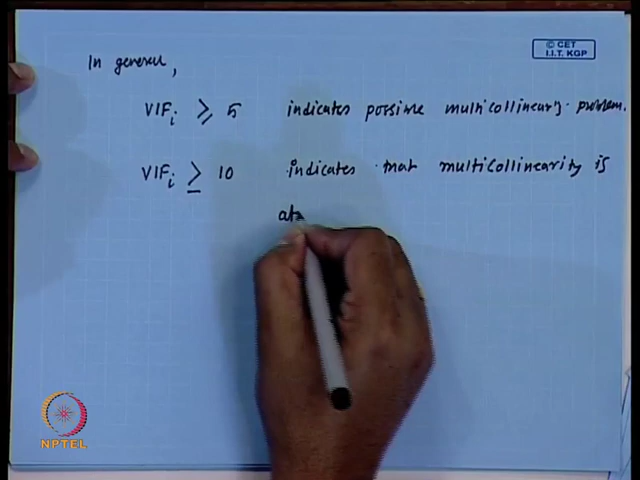 © CET
I.I.T. KGP
In general,
VIFi ≥ 5 indicates possible multicollinearity problem.
VIFi ≥ 10 indicates that multicollinearity is
NPTEL